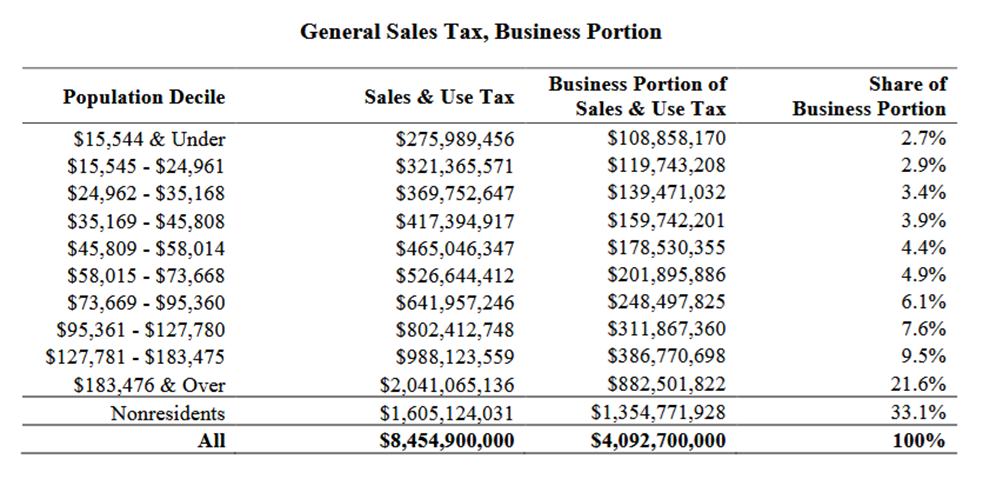 General Sales Tax, Business Portion
Population Decile Sales & Use Tax Business Portion of Sales & Use Tax Share of Business Portion
$15,544 & Under $275,989,456 $108,858,170 2.7%
$15,545 - $24,961 $321,365,571 $119,743,208 2.9%
$24,962 - $35,168 $369,752,647 $139,471,032 3.4%
$35,169 - $45,808 $417,394,917 $159,742,201 3.9%
$45,809 - $58,014 $465,046,347 $178,530,355 4.4%
$58,015 - $73,668 $526,644,412 $201,895,886 4.9%
$73,669 - $95,360 $641,957,246 $248,497,825 6.1%
$95,361 - $127,780 $802,412,748 $311,867,360 7.6%
$127,781 - $183,475 $988,123,559 $386,770,698 9.5%
$183,476 & Over $2,041,065,136 $882,501,822 21.6%
Nonresidents $1,605,124,031 $1,354,771,928 33.1%
All $8,454,900,000 $4,092,700,000 100%